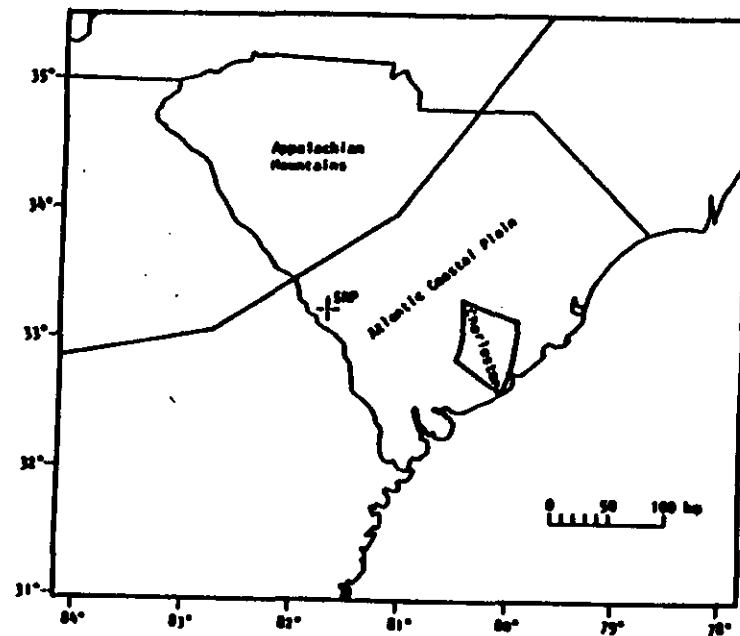 35°
34°
33°
32°
31°
Appalachian
Mountains
SRP
Atlantic Coastal Plain
Charleston
0 50 100 km
84° 83° 82° 81° 80° 79° 78°